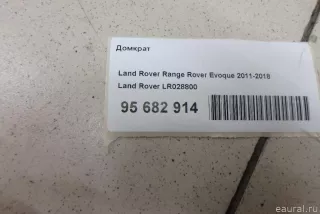 Домкрат
Land Rover Range Rover Evoque 2011-2018
Land Rover LR028800
95 682 914
© eaural.ru